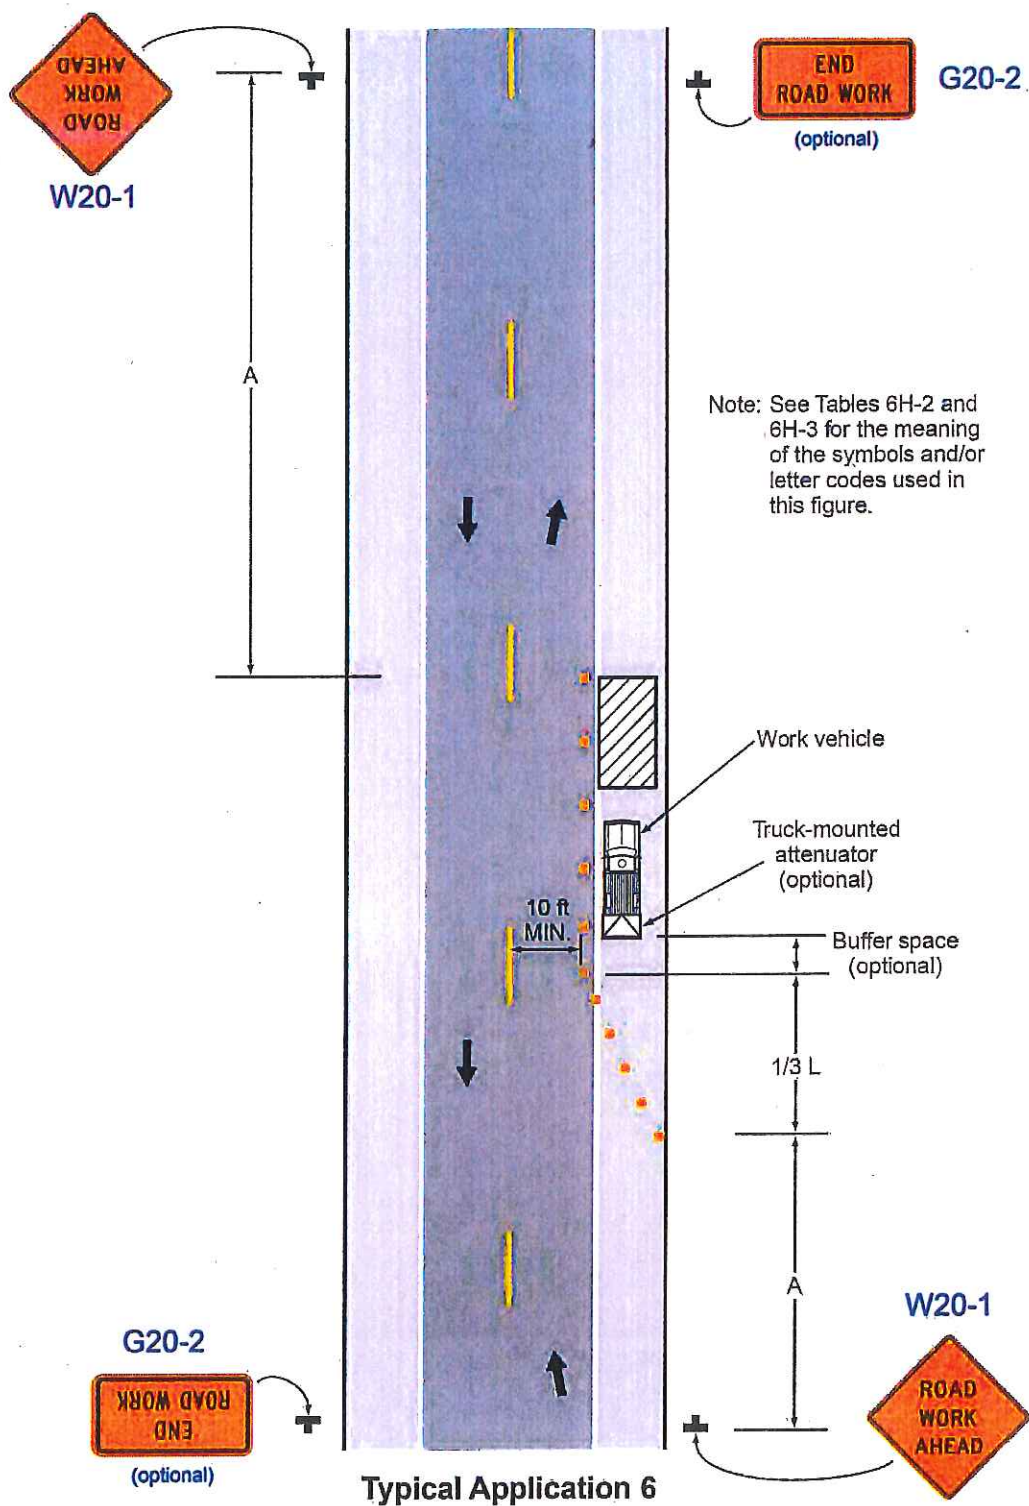 ROAD
WORK
AHEAD
W20-1
END
ROAD WORK
(optional)
G20-2
A
Note: See Tables 6H-2 and
6H-3 for the meaning
of the symbols and/or
letter codes used in
this figure.
Work vehicle
Truck-mounted
attenuator
(optional)
10 ft
MIN.
Buffer space
(optional)
1/3 L
A
W20-1
ROAD
WORK
AHEAD
G20-2
END
ROAD WORK
(optional)
Typical Application 6